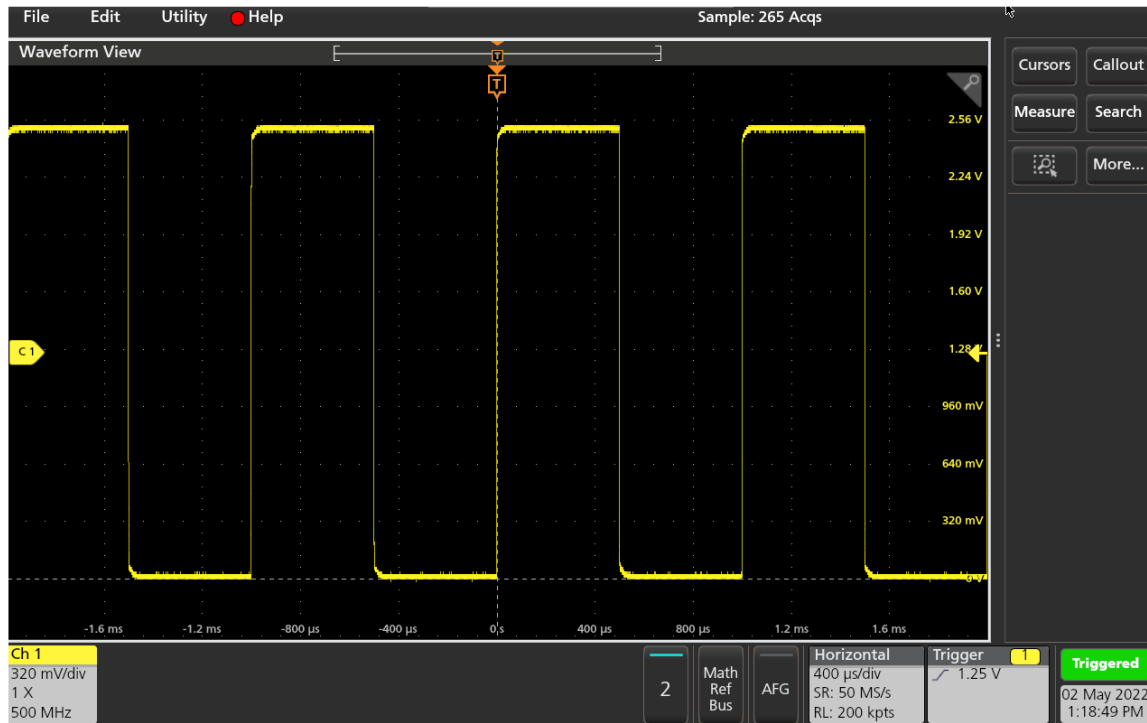 File Edit Utility Help Sample: 265 Acqs
Waveform View
T
T
2.56 V
2.24 V
1.92 V
1.60 V
C 1
960 mV
640 mV
320 mV
-1.6 ms -1.2 ms -800 µs -400 µs 0s 400 µs 800 µs 1.2 ms 1.6 ms
Cursors Callout
Measure Search
More...
Ch 1
320 mV/div
1 X
500 MHz
2
Math
Ref
Bus
AFG
Horizontal
400 µs/div
SR: 50 MS/s
RL: 200 kpts
Trigger 1
1.25 V
Triggered
02 May 2022
1:18:49 PM